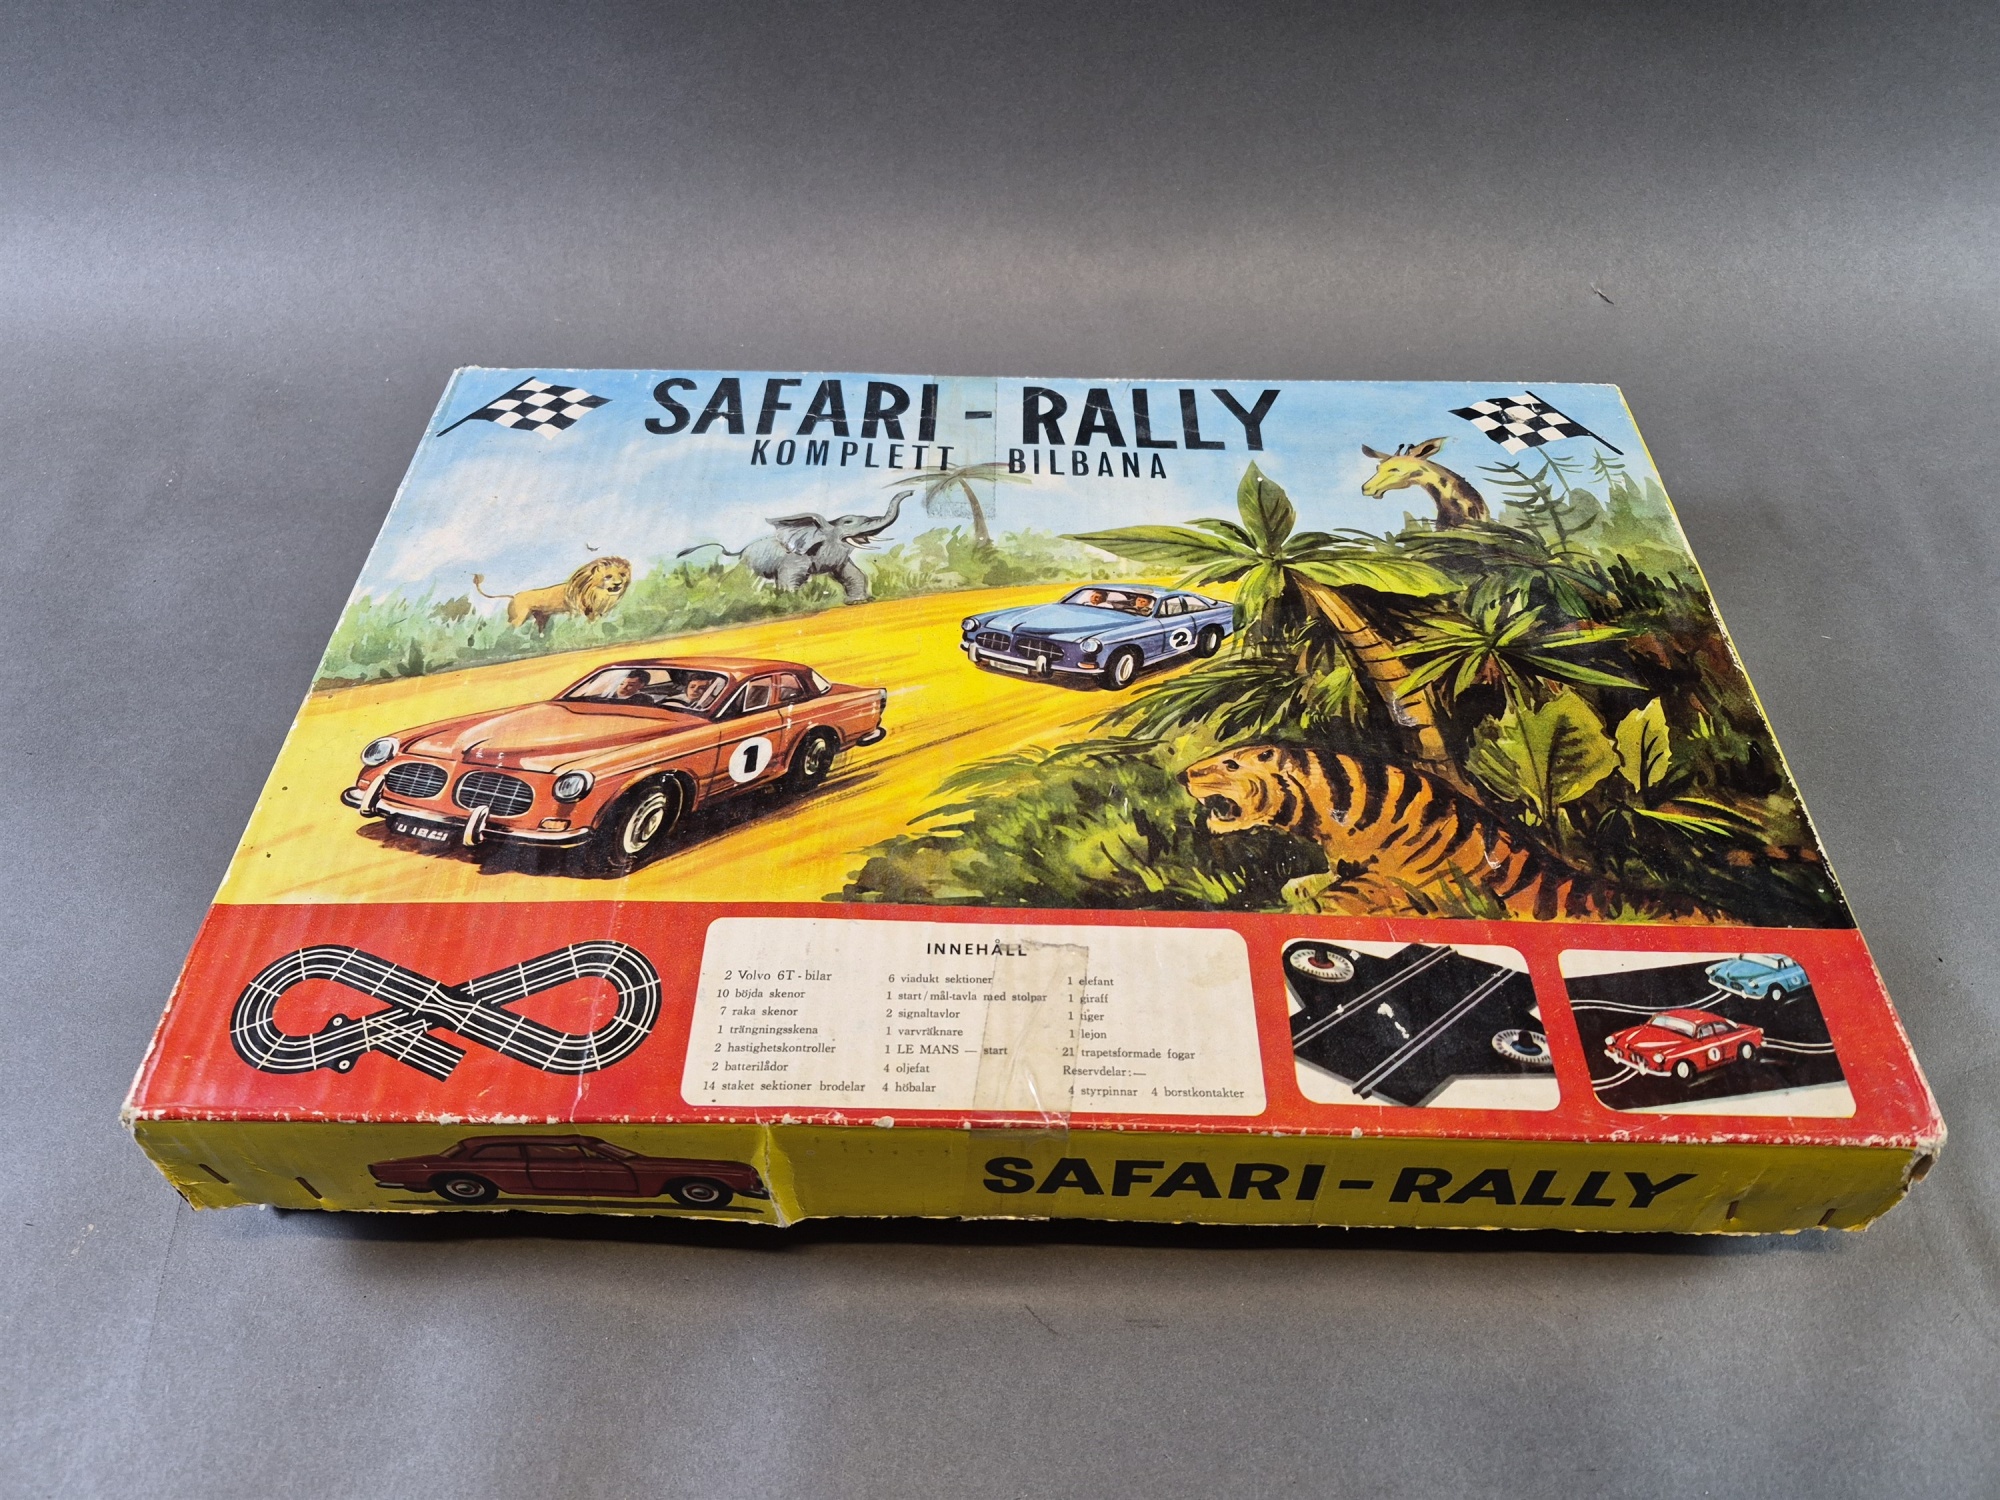 SAFARI - RALLY
KOMPLETT BILBANA
2
1
INNEHÅLL
2 Volvo 6T - bilar
10 böjda skenor
7 raka skenor
1 trängningsskena
2 hastighetskontroller
2 batterilådor
14 staket sektioner brodelar
6 viadukt sektioner
1 start/mål-tavla med stolpar
2 signaltavlor
1 varvräknare
1 LE MANS — start
4 oljefat
4 höbalar
1 elefant
1 giraff
1 tiger
1 lejon
21 trapetsformade fogar
Reservdelar:—
4 styrpinnar 4 borstkontakter
1
SAFARI-RALLY